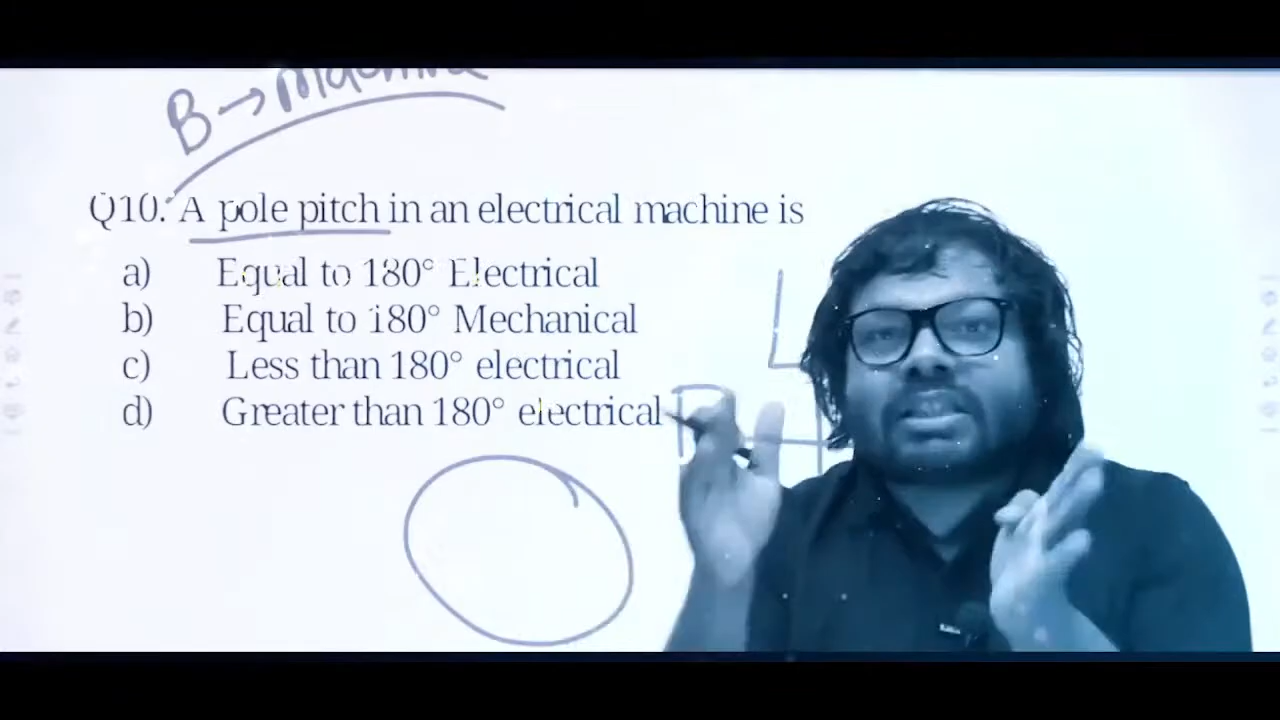 B → Machine
Q10. A pole pitch in an electrical machine is
a) Equal to 180° Electrical
b) Equal to 180° Mechanical
c) Less than 180° electrical
d) Greater than 180° electrical